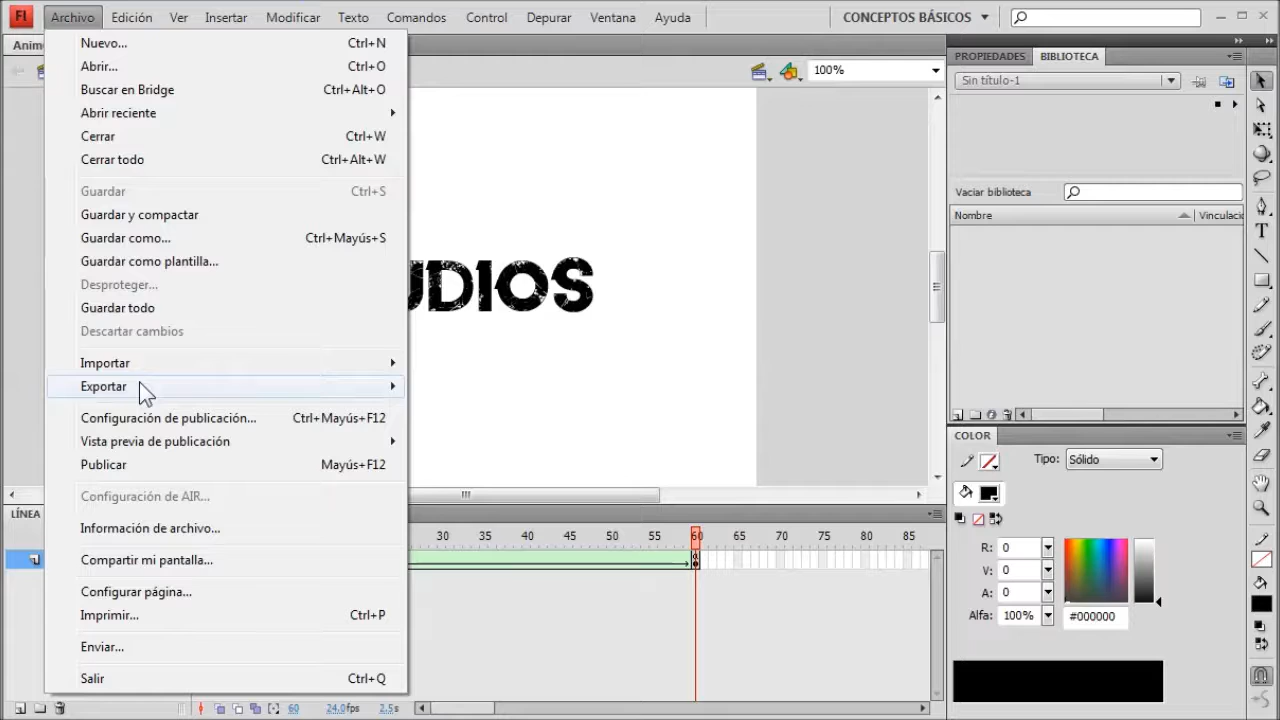 Fl Archivo Edición Ver Insertar Modificar Texto Comandos Control Depurar Ventana Ayuda CONCEPTOS BÁSICOS
Nuevo... Ctrl+N
Abrir... Ctrl+O
Buscar en Bridge Ctrl+Alt+O
Abrir reciente
Cerrar Ctrl+W
Cerrar todo Ctrl+Alt+W
Guardar Ctrl+S
Guardar y compactar
Guardar como... Ctrl+Mayús+S
Guardar como plantilla...
Desproteger...
Guardar todo
Descartar cambios
Importar
Exportar
Configuración de publicación... Ctrl+Mayús+F12
Vista previa de publicación
Publicar Mayús+F12
Configuración de AIR...
Información de archivo...
Compartir mi pantalla...
Configurar página...
Imprimir... Ctrl+P
Enviar...
Salir Ctrl+Q
Anim
100%
UDIOS
LÍNEA
30 35 40 45 50 55 60 65 70 75 80 85
60 24.0fps 2.5s
PROPIEDADES BIBLIOTECA
Sin título-1
Vaciar biblioteca
Nombre Vinculació
COLOR
Tipo: Sólido
R: 0
V: 0
A: 0
Alfa: 100% #000000